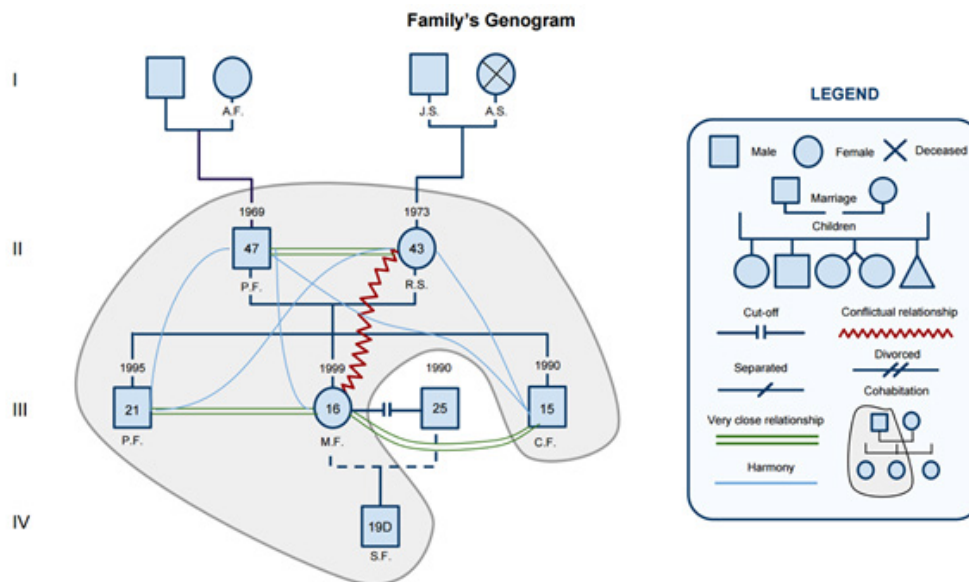 Family's Genogram
I
A.F.
J.S.
A.S.
1969
1973
II
47
43
P.F.
R.S.
1995
1999
1990
1990
III
21
16
25
15
P.F.
M.F.
C.F.
IV
19D
S.F.
LEGEND
Male
Female
Deceased
Marriage
Children
Cut-off
Conflictual relationship
Separated
Divorced
Cohabitation
Very close relationship
Harmony